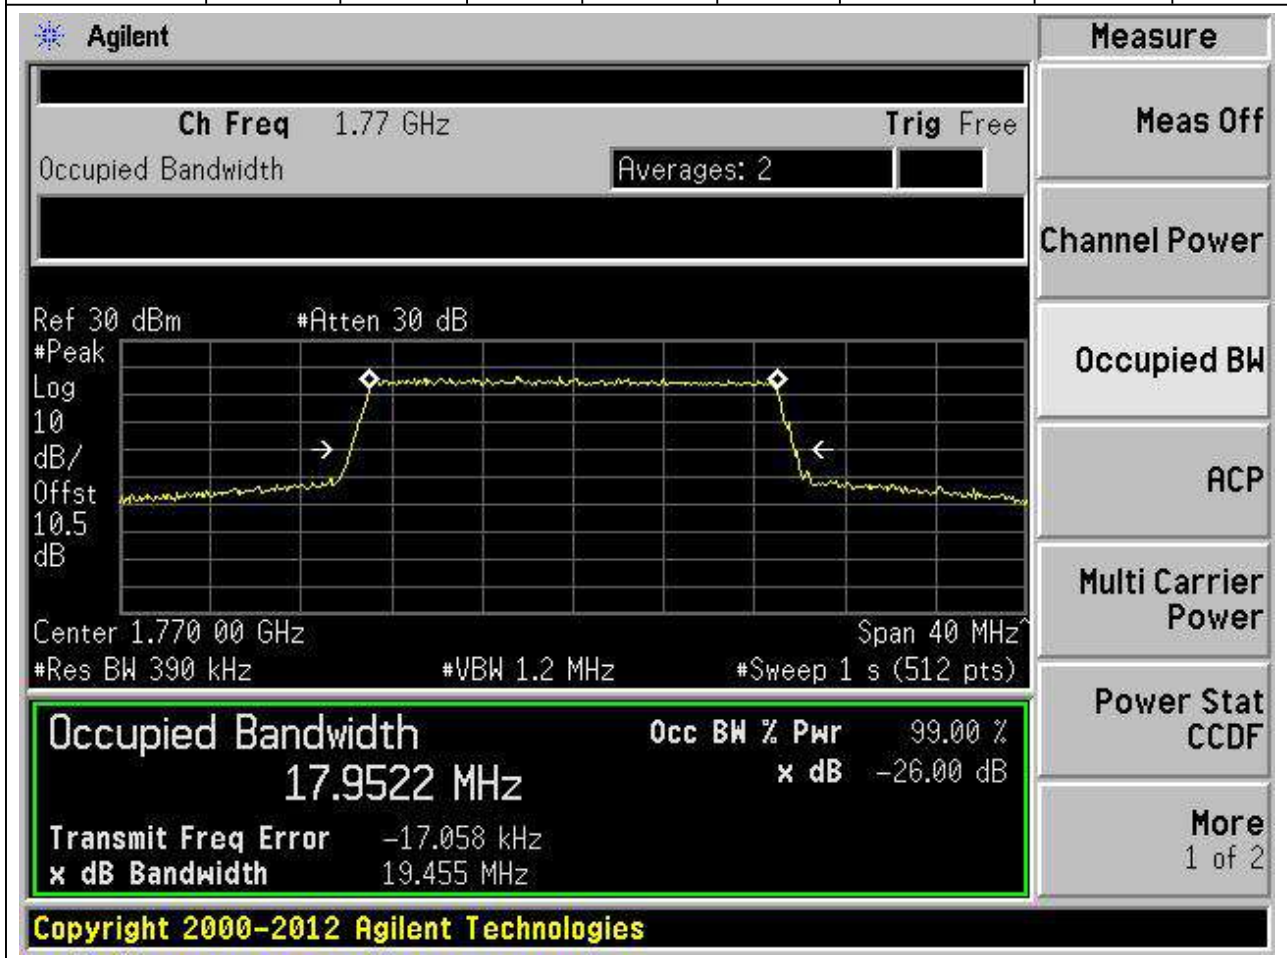 Agilent
Measure
Ch Freq 1.77 GHz Trig Free
Occupied Bandwidth Averages: 2
Ref 30 dBm #Atten 30 dB
#Peak
Log
10
dB/
Offst
10.5
dB
Center 1.770 00 GHz Span 40 MHz^
#Res BW 390 kHz #VBW 1.2 MHz #Sweep 1 s (512 pts)
Occupied Bandwidth Occ BW % Pwr 99.00 %
17.9522 MHz x dB -26.00 dB
Transmit Freq Error -17.058 kHz
x dB Bandwidth 19.455 MHz
Meas Off
Channel Power
Occupied BW
ACP
Multi Carrier
Power
Power Stat
CCDF
More
1 of 2
Copyright 2000-2012 Agilent Technologies